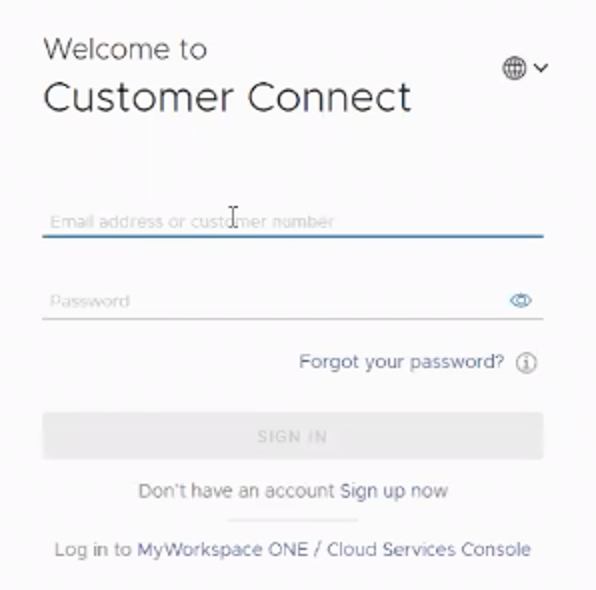 Welcome to
Customer Connect
Email address or customer number
Password
Forgot your password?
SIGN IN
Don't have an account Sign up now
Log in to MyWorkspace ONE / Cloud Services Console